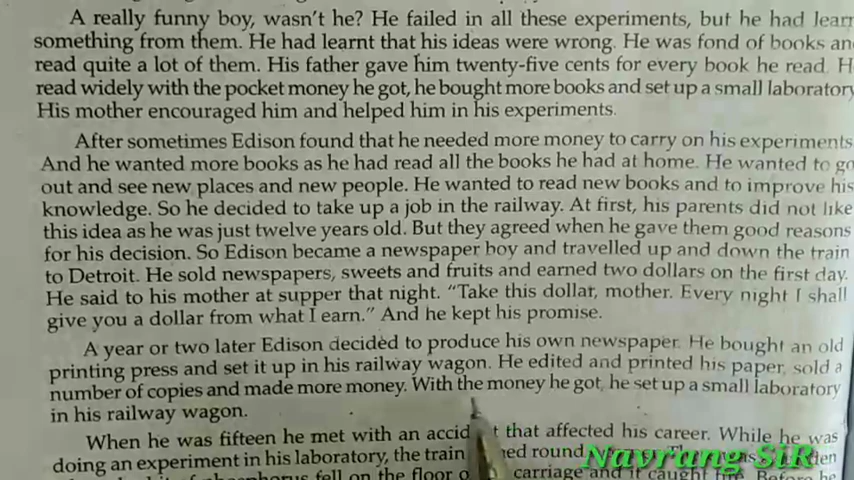 A really funny boy, wasn't he? He failed in all these experiments, but he had learn
something from them. He had learnt that his ideas were wrong. He was fond of books an
read quite a lot of them. His father gave him twenty-five cents for every book he read. H
read widely with the pocket money he got, he bought more books and set up a small laboratory
His mother encouraged him and helped him in his experiments.
After sometimes Edison found that he needed more money to carry on his experiments
And he wanted more books as he had read all the books he had at home. He wanted to go
out and see new places and new people. He wanted to read new books and to improve his
knowledge. So he decided to take up a job in the railway. At first, his parents did not like
this idea as he was just twelve years old. But they agreed when he gave them good reasons
for his decision. So Edison became a newspaper boy and travelled up and down the train
to Detroit. He sold newspapers, sweets and fruits and earned two dollars on the first day.
He said to his mother at supper that night. "Take this dollar, mother. Every night I shall
give you a dollar from what I earn." And he kept his promise.
A year or two later Edison decided to produce his own newspaper. He bought an old
printing press and set it up in his railway wagon. He edited and printed his paper, sold a
number of copies and made more money. With the money he got, he set up a small laboratory
in his railway wagon.
When he was fifteen he met with an accid t that affected his career. While he was
doing an experiment in his laboratory, the train ned round
fell on the floor o carriage and it caught fire. Before he
Navrang SiR